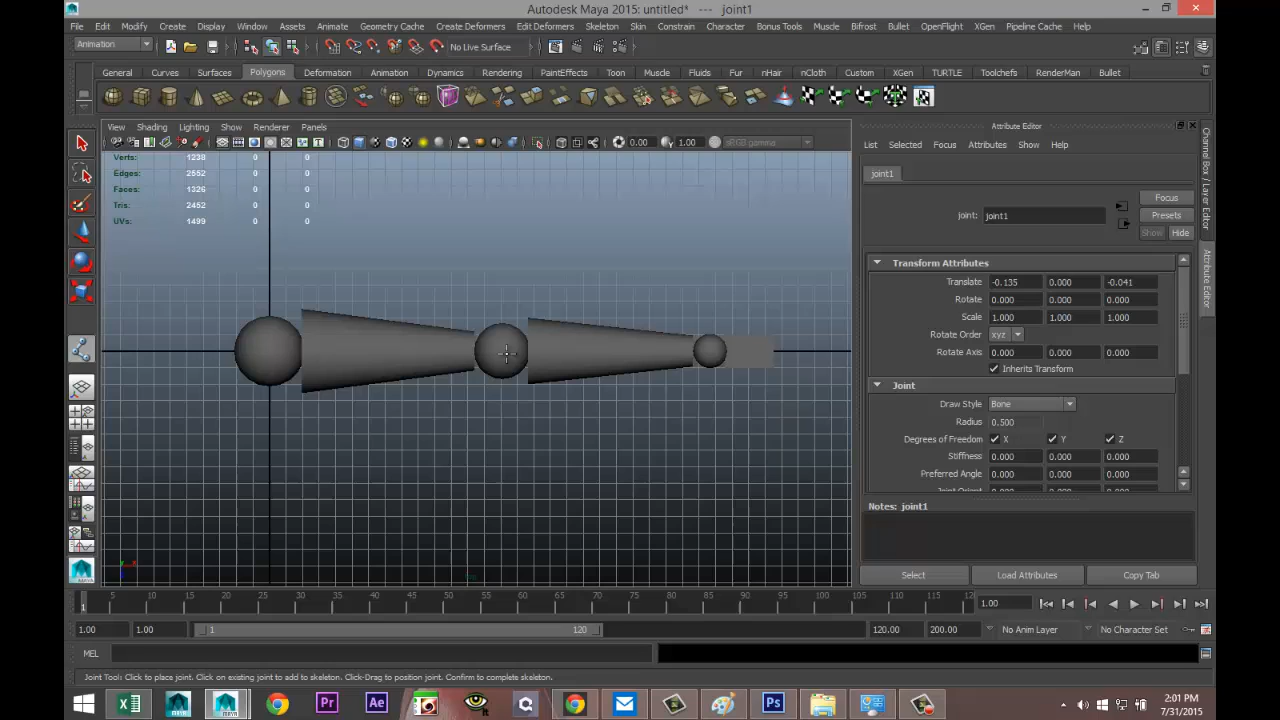 Autodesk Maya 2015: untitled* --- joint1
File Edit Modify Create Display Window Assets Animate Geometry Cache Create Deformers Edit Deformers Skeleton Skin Constrain Character Bonus Tools Muscle Bifrost Bullet OpenFlight XGen Pipeline Cache Help
Animation No Live Surface
General Curves Surfaces Polygons Deformation Animation Dynamics Rendering PaintEffects Toon Muscle Fluids Fur nHair nCloth Custom XGen TURTLE Toolchefs RenderMan Bullet
View Shading Lighting Show Renderer Panels
0.00 1.00 sRGB gamma
Verts: 1238 0 0
Edges: 2552 0 0
Faces: 1326 0 0
Tris: 2452 0 0
UVs: 1499 0 0
Attribute Editor
List Selected Focus Attributes Show Help
joint1
joint: joint1
Focus
Presets
Show Hide
Transform Attributes
Translate -0.135 0.000 -0.041
Rotate 0.000 0.000 0.000
Scale 1.000 1.000 1.000
Rotate Order xyz
Rotate Axis 0.000 0.000 0.000
Inherits Transform
Joint
Draw Style Bone
Radius 0.500
Degrees of Freedom X Y Z
Stiffness 0.000 0.000 0.000
Preferred Angle 0.000 0.000 0.000
Notes: joint1
Select Load Attributes Copy Tab
Channel Box / Layer Editor
Attribute Editor
1 5 10 15 20 25 30 35 40 45 50 55 60 65 70 75 80 85 90 95 100 105 110 115 120 1.00
1.00 1.00 1 120 120.00 200.00 No Anim Layer No Character Set
MEL
Joint Tool: Click to place joint. Click on existing joint to add to skeleton. Click-Drag to position joint. Confirm to complete skeleton.
2:01 PM
7/31/2015